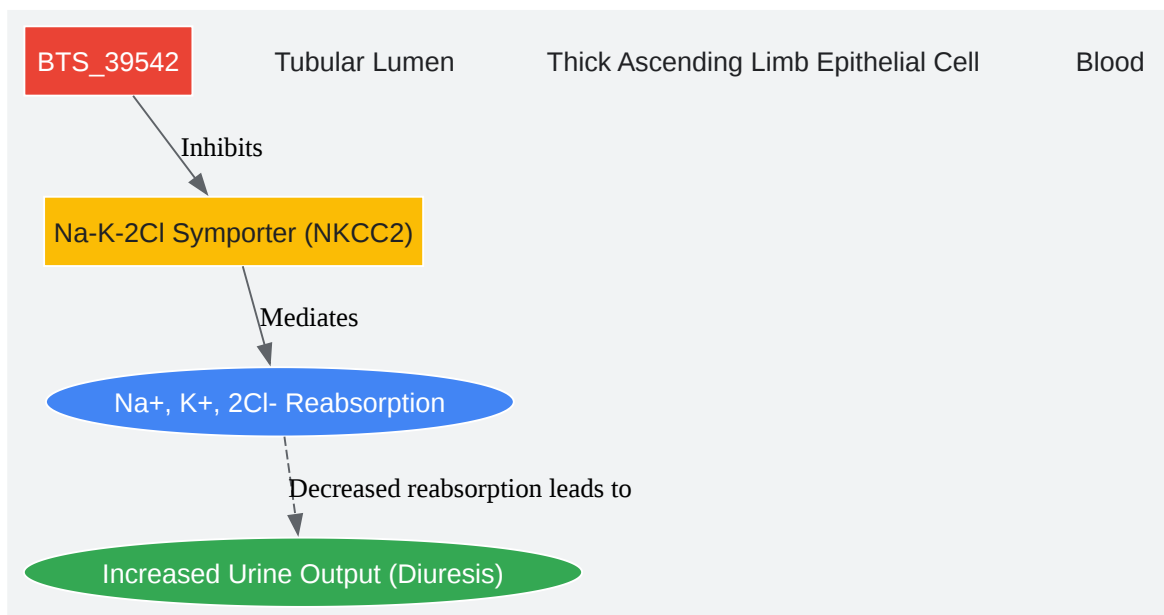 BTS_39542
Tubular Lumen
Thick Ascending Limb Epithelial Cell
Blood
Inhibits
Na-K-2Cl Symporter (NKCC2)
Mediates
Na+, K+, 2Cl- Reabsorption
Decreased reabsorption leads to
Increased Urine Output (Diuresis)